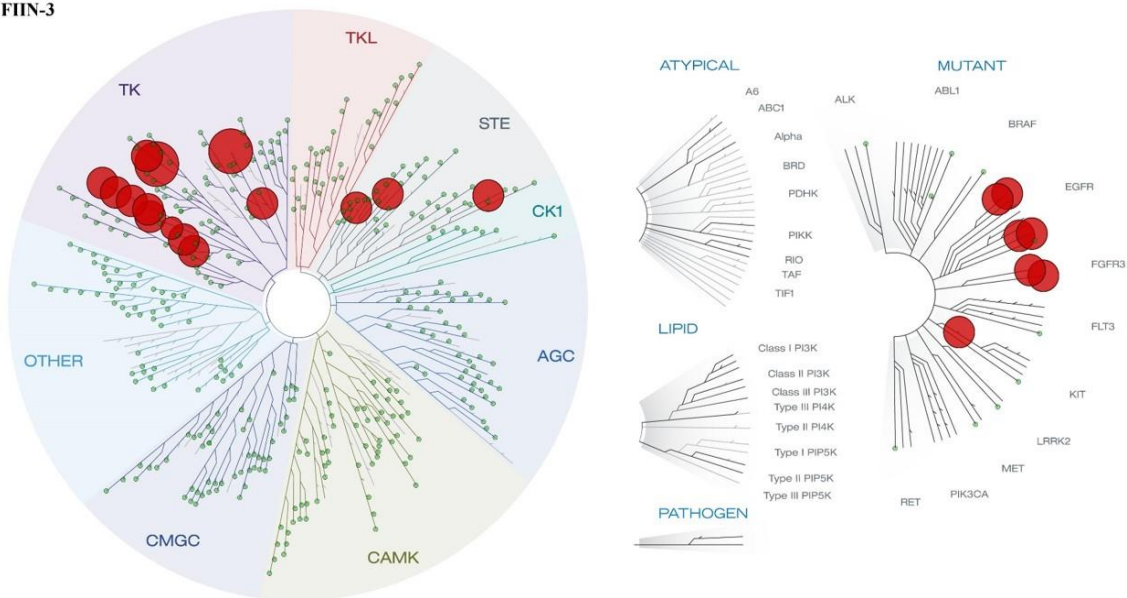 FIIN-3
TKL
TK
STE
CK1
OTHER
AGC
CMGC
CAMK
ATYPICAL
A6
ABC1
Alpha
BRD
PDHK
PIKK
RIO
TAF
TIF1
LIPID
Class I PI3K
Class II PI3K
Class III PI3K
Type III PI4K
Type II PI4K
Type I PIP5K
Type II PIP5K
Type III PIP5K
PATHOGEN
MUTANT
ALK
ABL1
BRAF
EGFR
FGFR3
FLT3
KIT
LRRK2
MET
PIK3CA
RET